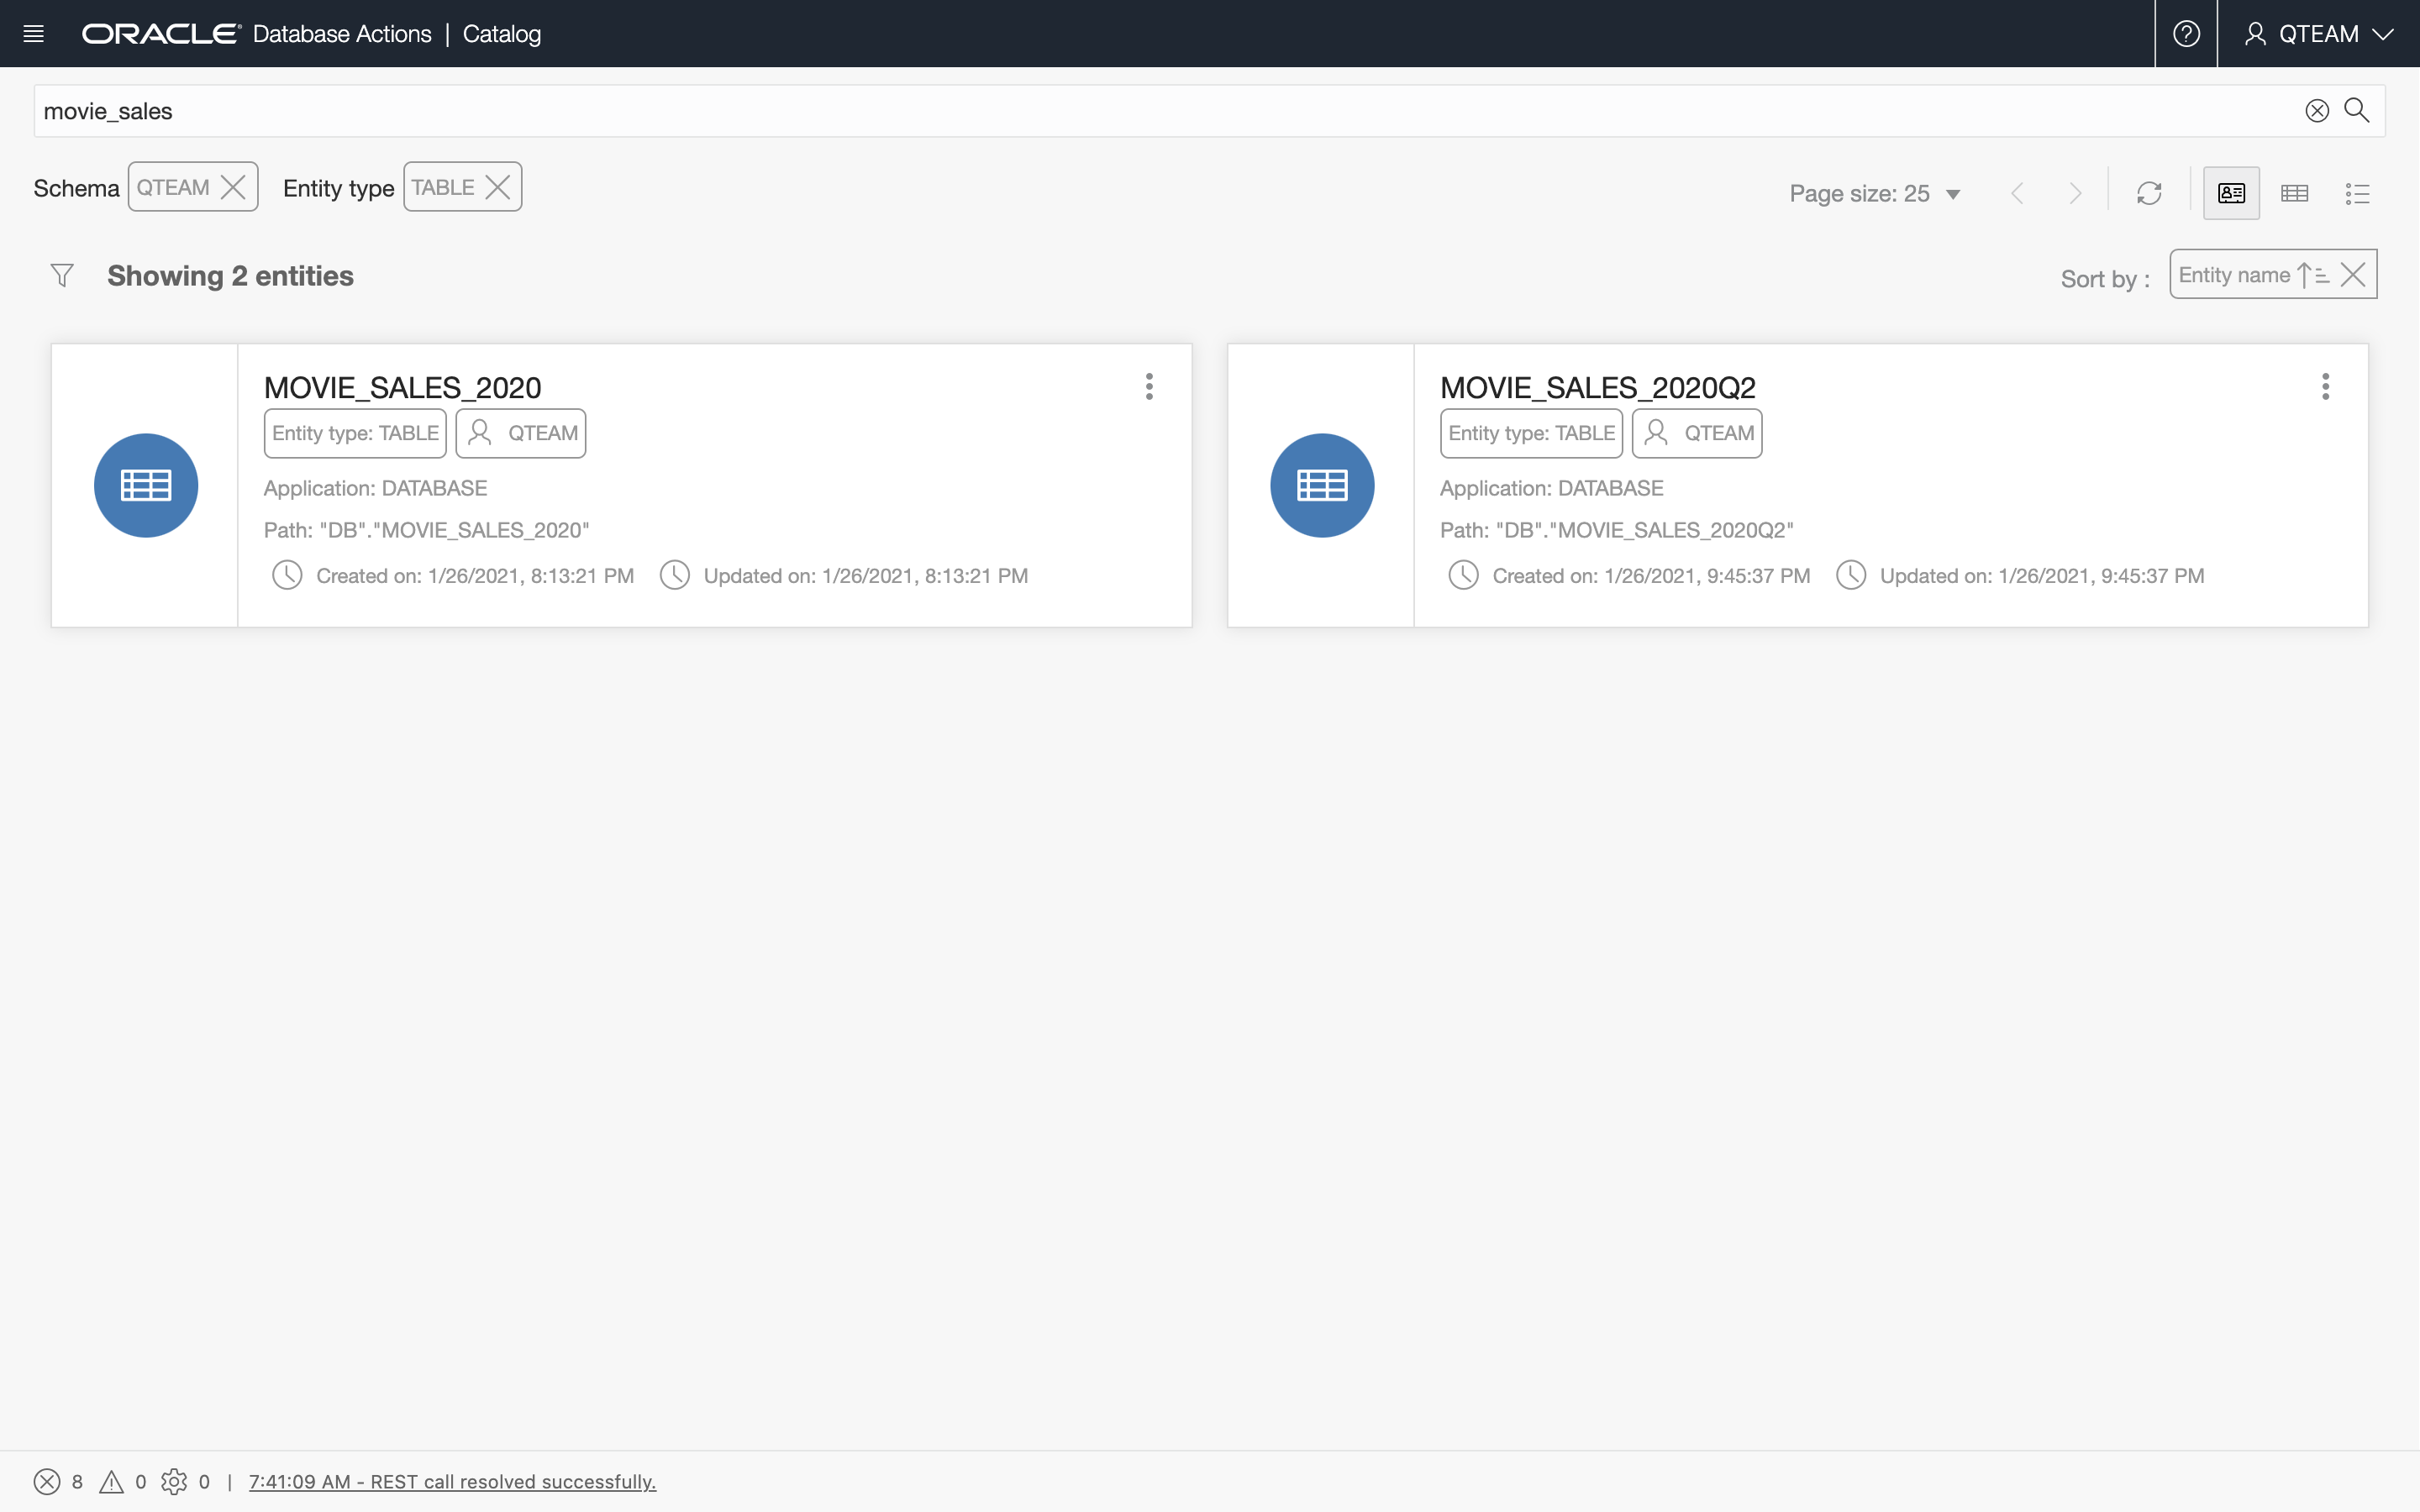 ORACLE® Database Actions | Catalog
QTEAM
movie_sales
Schema QTEAM Entity type TABLE
Page size: 25
Showing 2 entities
Sort by : Entity name
MOVIE_SALES_2020
Entity type: TABLE QTEAM
Application: DATABASE
Path: "DB"."MOVIE_SALES_2020"
Created on: 1/26/2021, 8:13:21 PM Updated on: 1/26/2021, 8:13:21 PM
MOVIE_SALES_2020Q2
Entity type: TABLE QTEAM
Application: DATABASE
Path: "DB"."MOVIE_SALES_2020Q2"
Created on: 1/26/2021, 9:45:37 PM Updated on: 1/26/2021, 9:45:37 PM
8 0 0 | 7:41:09 AM - REST call resolved successfully.